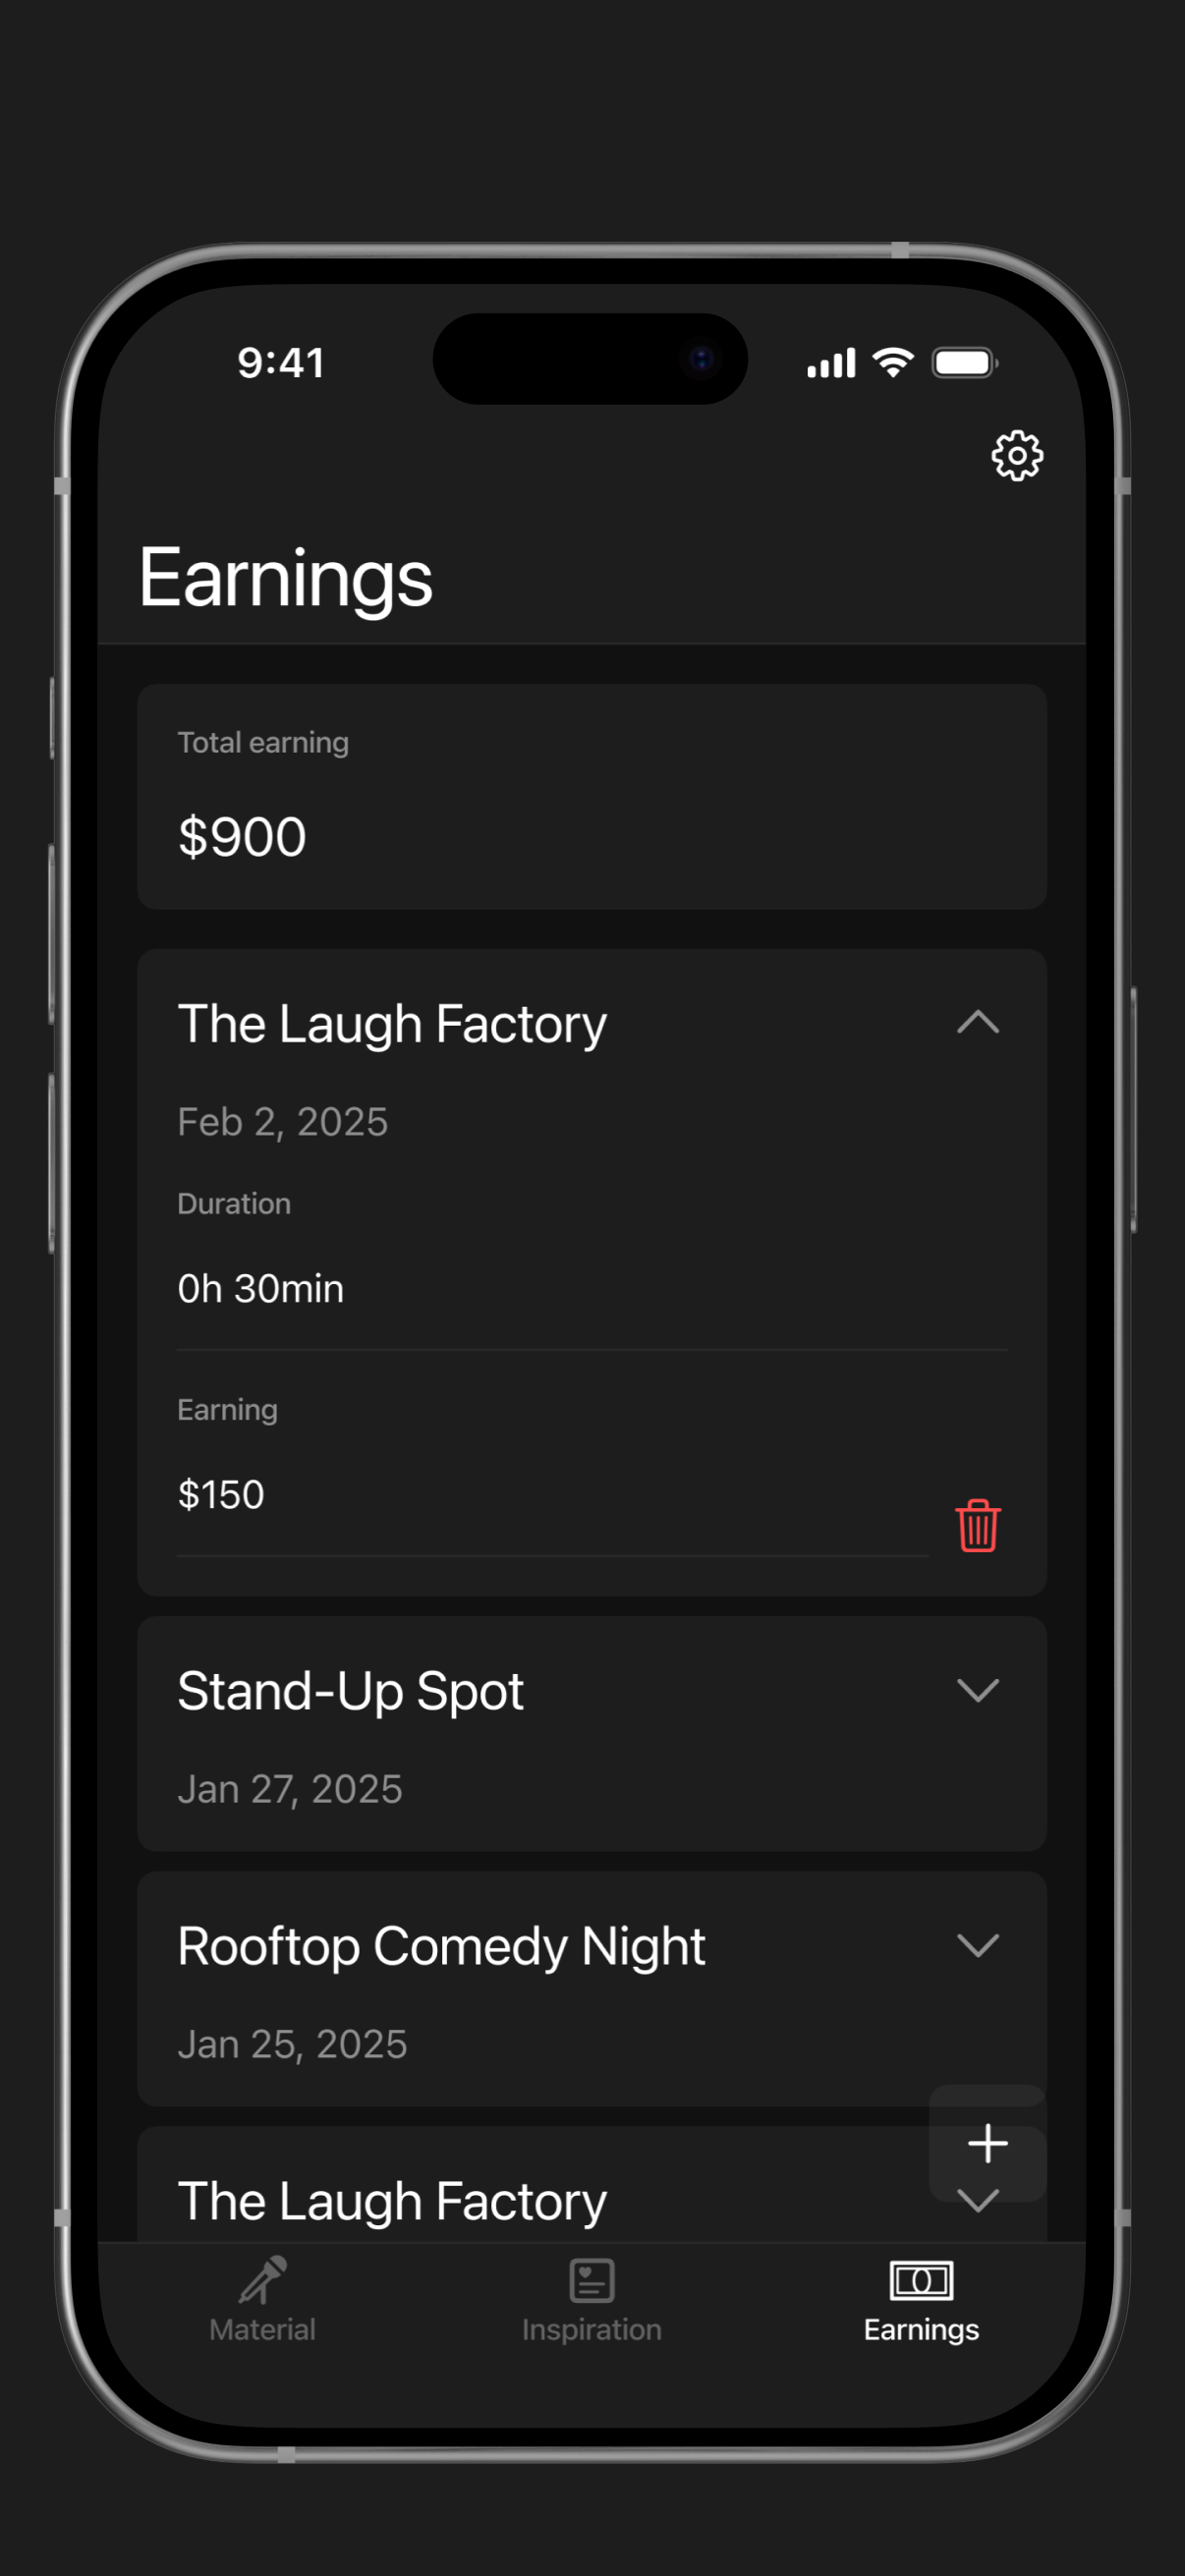 9:41
Earnings
Total earning
$900
The Laugh Factory
Feb 2, 2025
Duration
0h 30min
Earning
$150
Stand-Up Spot
Jan 27, 2025
Rooftop Comedy Night
Jan 25, 2025
The Laugh Factory
Material
Inspiration
Earnings